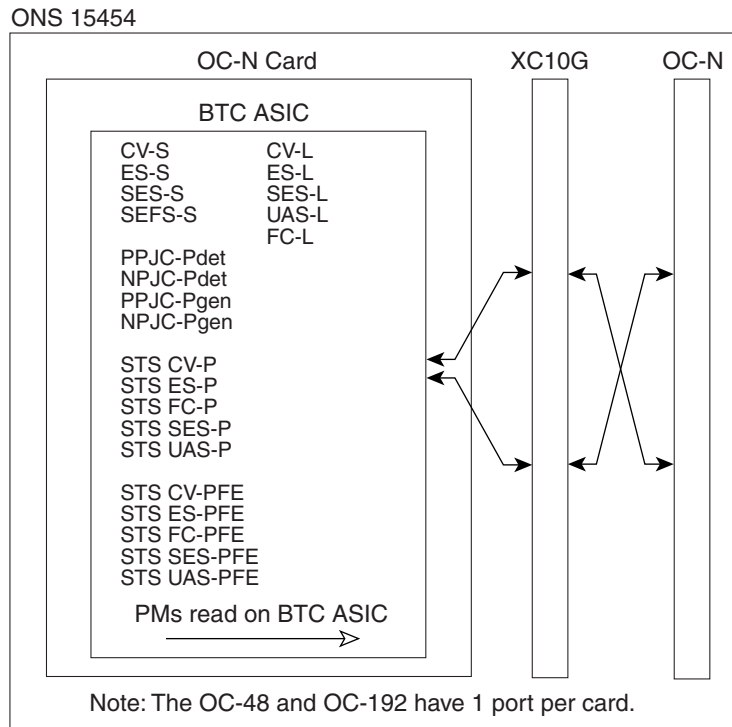 ONS 15454
OC-N Card
XC10G
OC-N
BTC ASIC
CV-S
ES-S
SES-S
SEFS-S
CV-L
ES-L
SES-L
UAS-L
FC-L
PPJC-Pdet
NPJC-Pdet
PPJC-Pgen
NPJC-Pgen
STS CV-P
STS ES-P
STS FC-P
STS SES-P
STS UAS-P
STS CV-PFE
STS ES-PFE
STS FC-PFE
STS SES-PFE
STS UAS-PFE
PMs read on BTC ASIC
Note: The OC-48 and OC-192 have 1 port per card.